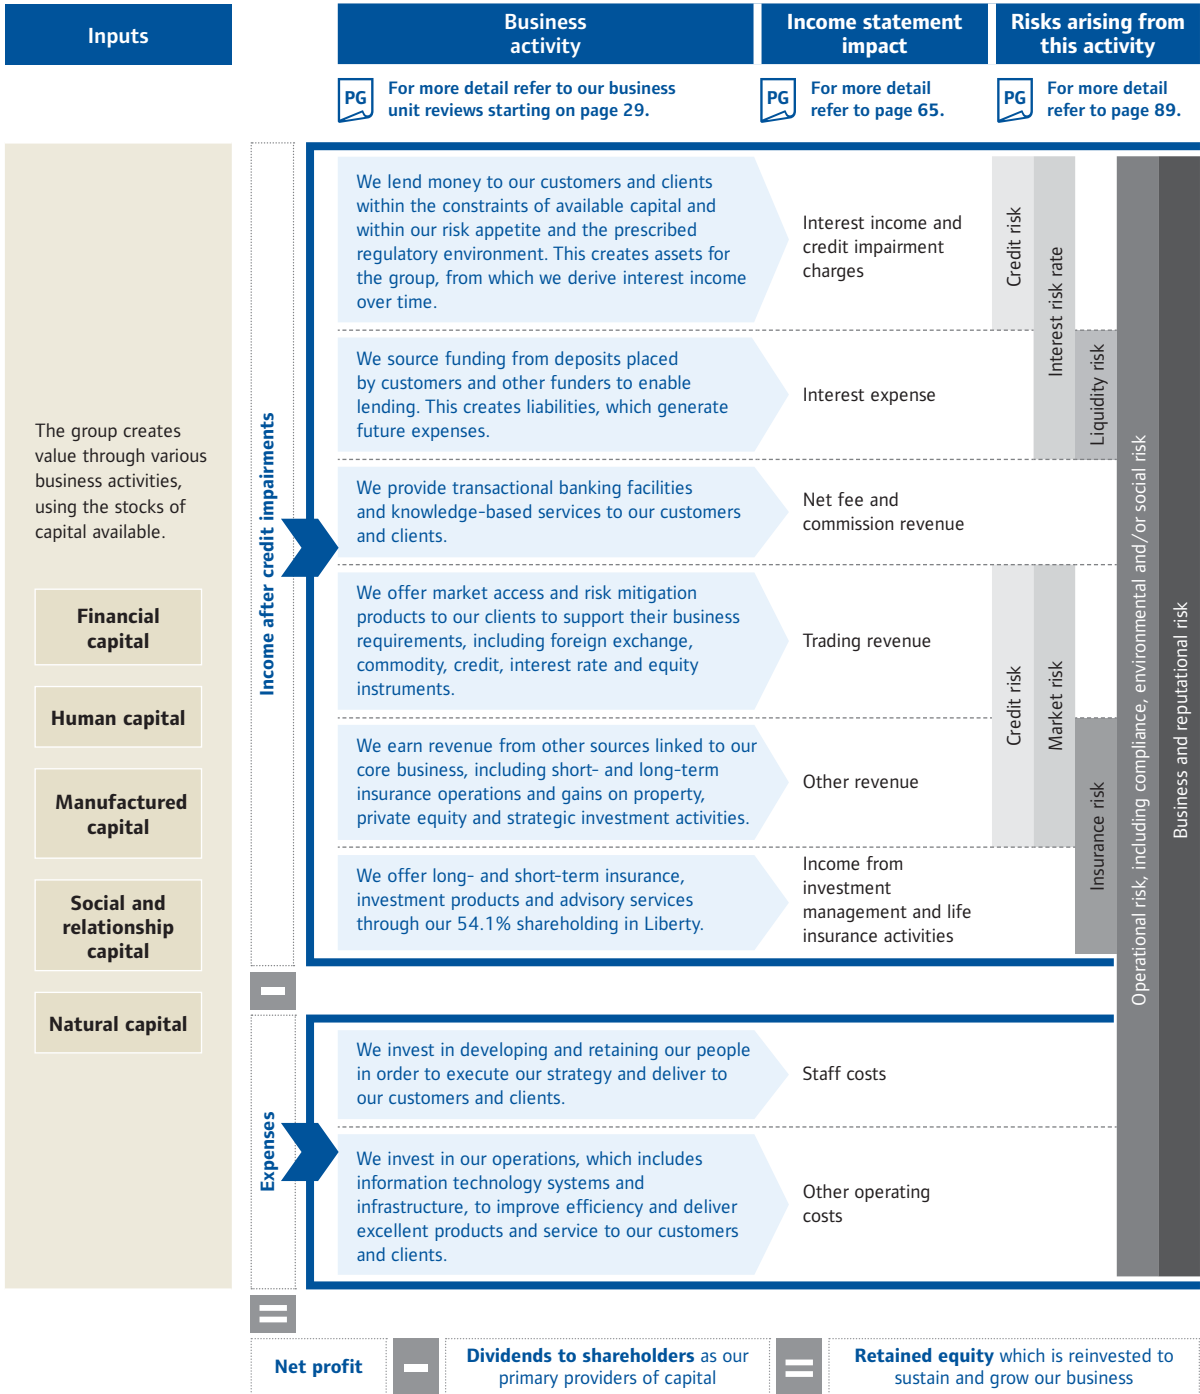 Inputs
Business
activity
Income statement
impact
Risks arising from
this activity
PG
For more detail refer to our business
unit reviews starting on page 29.
PG
For more detail
refer to page 65.
PG
For more detail
refer to page 89.
The group creates
value through various
business activities,
using the stocks of
capital available.
Financial
capital
Human capital
Manufactured
capital
Social and
relationship
capital
Natural capital
Income after credit impairments
We lend money to our customers and clients
within the constraints of available capital and
within our risk appetite and the prescribed
regulatory environment. This creates assets for
the group, from which we derive interest income
over time.
Interest income and
credit impairment
charges
Credit risk
Interest risk rate
We source funding from deposits placed
by customers and other funders to enable
lending. This creates liabilities, which generate
future expenses.
Interest expense
Liquidity risk
We provide transactional banking facilities
and knowledge-based services to our customers
and clients.
Net fee and
commission revenue
We offer market access and risk mitigation
products to our clients to support their business
requirements, including foreign exchange,
commodity, credit, interest rate and equity
instruments.
Trading revenue
Credit risk
Market risk
We earn revenue from other sources linked to our
core business, including short- and long-term
insurance operations and gains on property,
private equity and strategic investment activities.
Other revenue
Insurance risk
We offer long- and short-term insurance,
investment products and advisory services
through our 54.1% shareholding in Liberty.
Income from
investment
management and life
insurance activities
Operational risk, including compliance, environmental and/or social risk
Business and reputational risk
Expenses
We invest in developing and retaining our people
in order to execute our strategy and deliver to
our customers and clients.
Staff costs
We invest in our operations, which includes
information technology systems and
infrastructure, to improve efficiency and deliver
excellent products and service to our customers
and clients.
Other operating
costs
Net profit
Dividends to shareholders as our
primary providers of capital
Retained equity which is reinvested to
sustain and grow our business